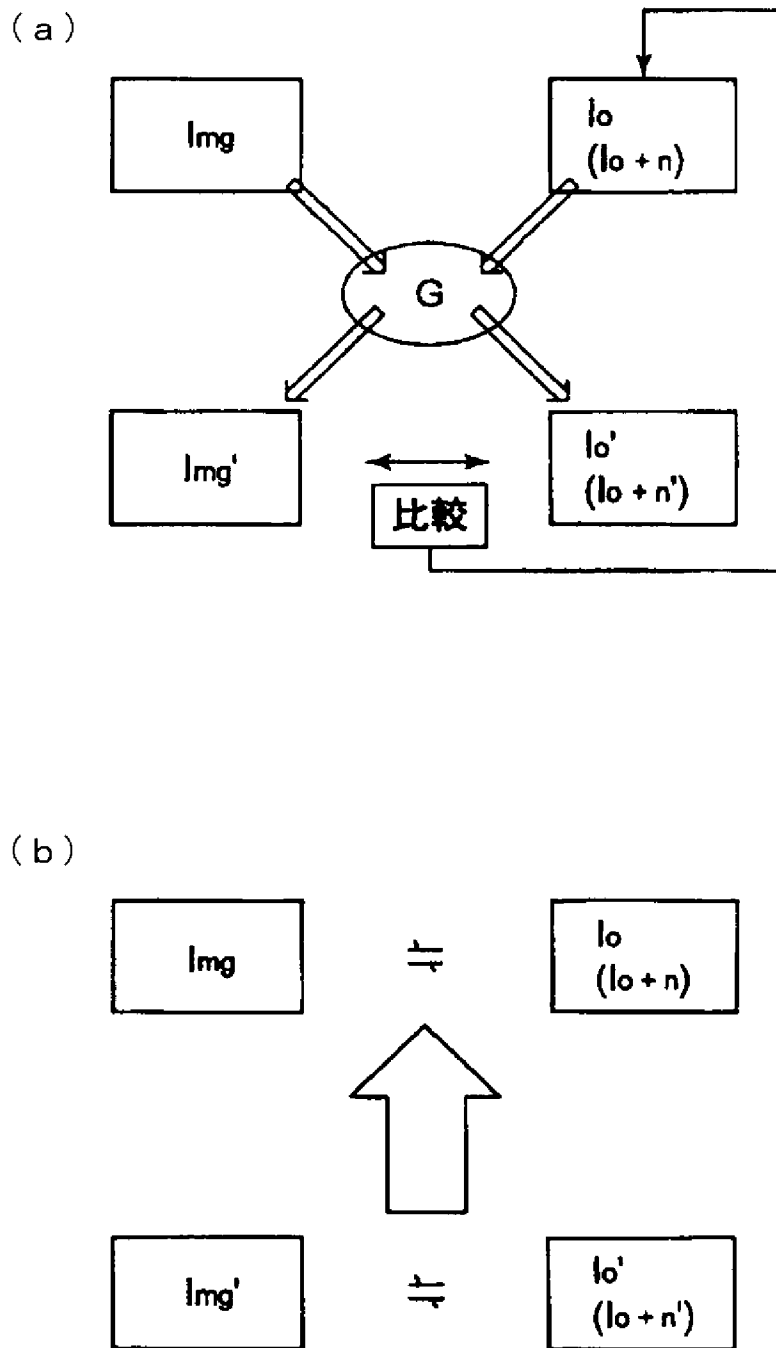 (a)
Img
Io
(Io + n)
G
Img'
Io'
(Io + n')
比較
(b)
Img
≒
Io
(Io + n)
Img'
≒
Io'
(Io + n')